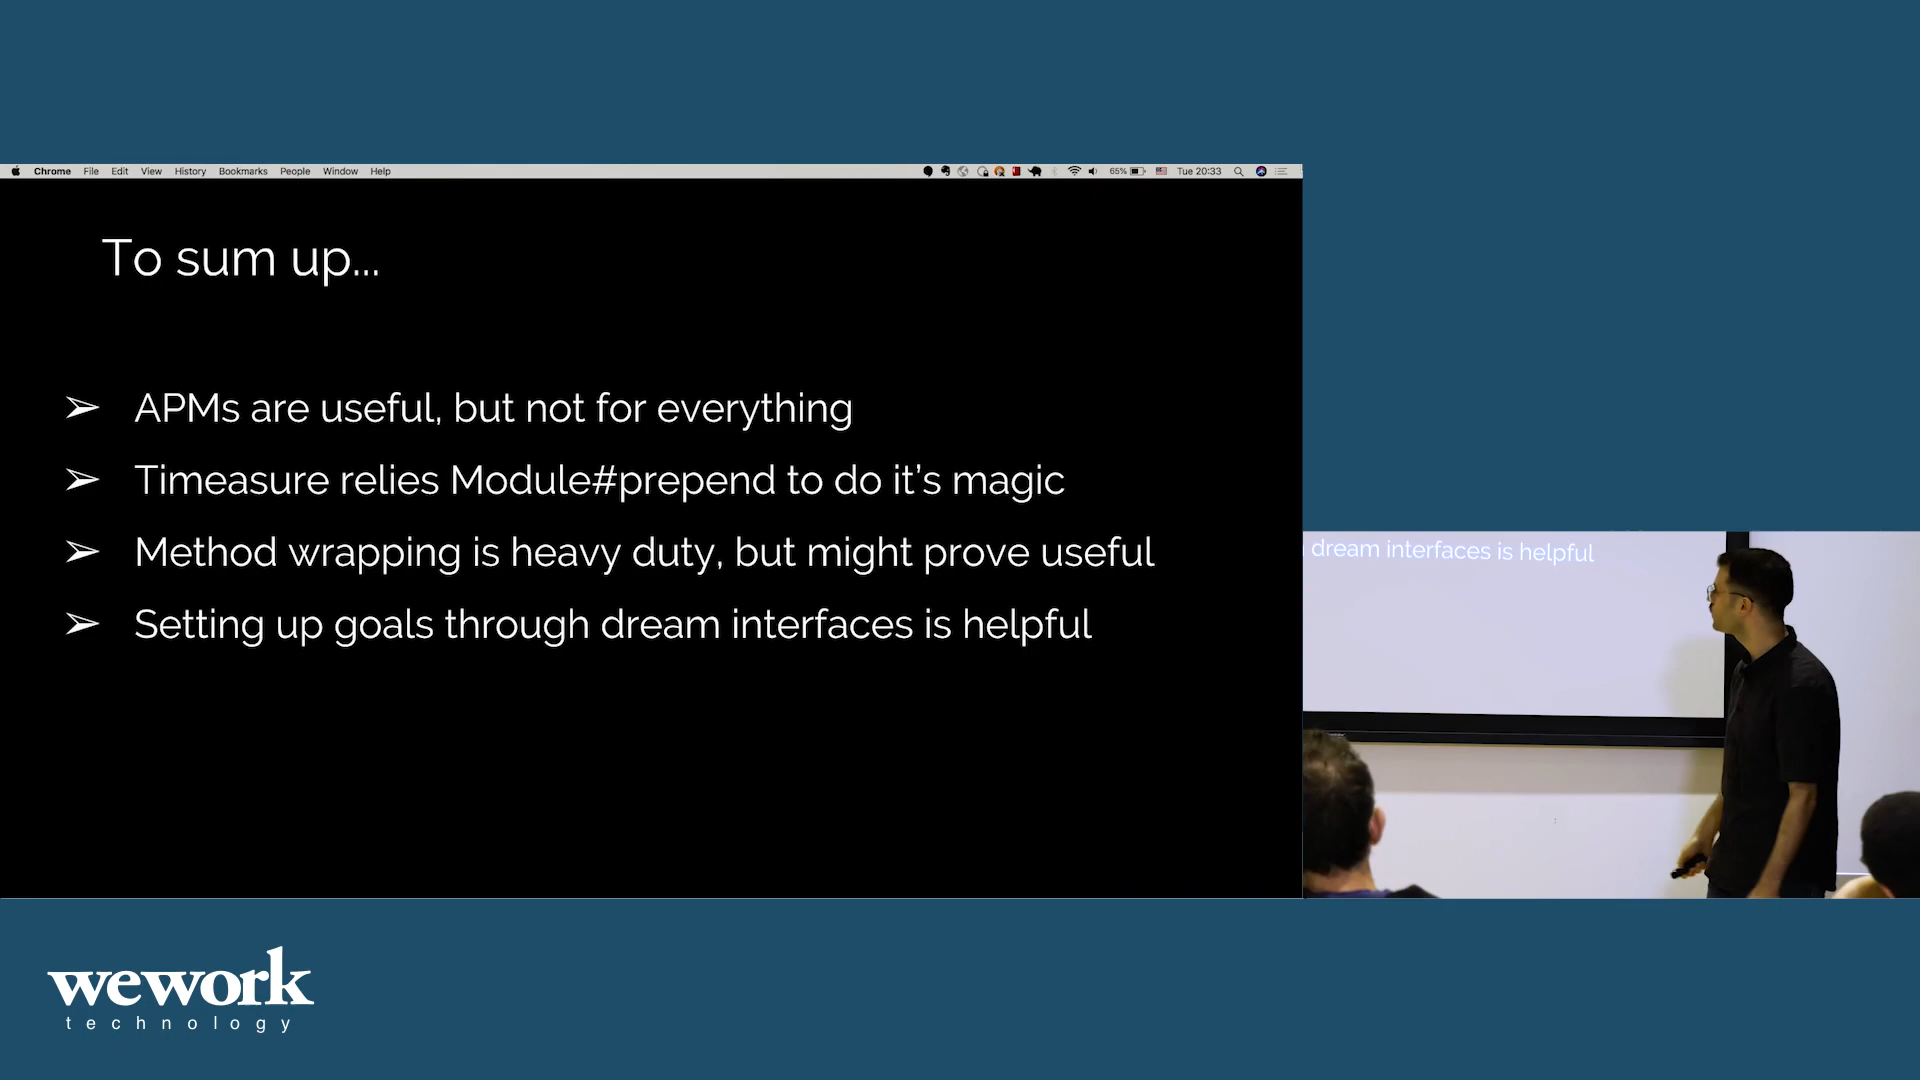 Chrome File Edit View History Bookmarks People Window Help 65% Tue 20:33
To sum up...
➢ APMs are useful, but not for everything
➢ Timeasure relies Module#prepend to do it's magic
➢ Method wrapping is heavy duty, but might prove useful
➢ Setting up goals through dream interfaces is helpful
dream interfaces is helpful
wework
technology